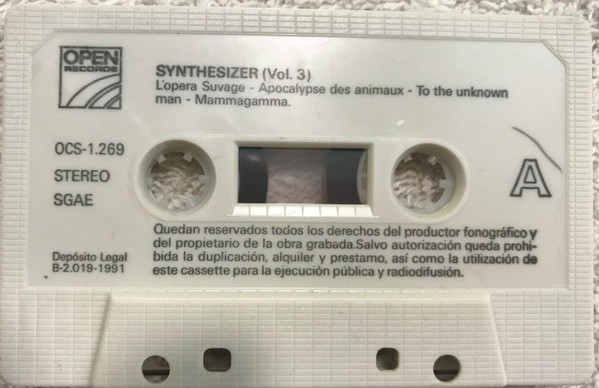 OPEN
RECORDS
SYNTHESIZER (Vol. 3)
L'opera Suvage - Apocalypse des animaux - To the unknown
man - Mammagamma.
OCS-1.269
STEREO
SGAE
A
Quedan reservados todos los derechos del productor fonográfico y
del propietario de la obra grabada.Salvo autorización queda prohi-
bida la duplicación, alquiler y prestamo, así como la utilización de
este cassette para la ejecución pública y radiodifusión.
Depósito Legal
B-2.019-1991